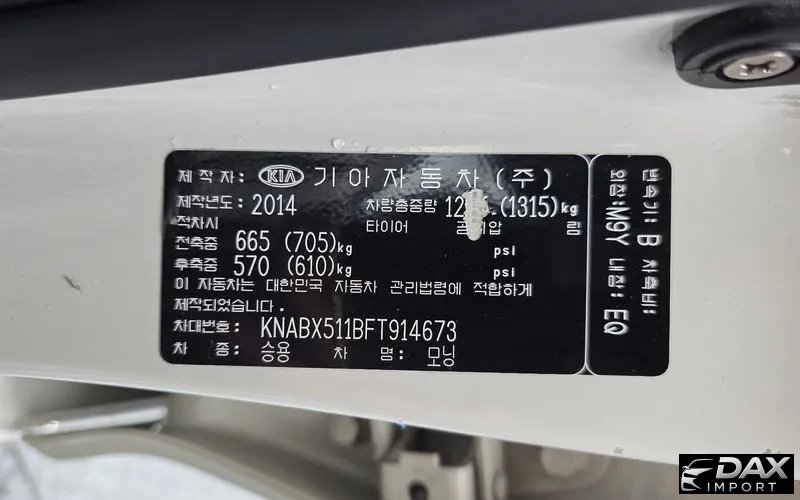 제 작 자: KIA 기 아 자 동 차 (주)
제작년도: 2014 차량총중량 (1315)kg
적차시 타이어 림
전축중 665 (705)kg psi
후축중 570 (610)kg psi
이 자동차는 대한민국 자동차 관리법령에 적합하게
제작되었습니다.
차대번호: KNABX511BFT914673
차 종: 승용 차 명: 모닝
변속기: B 차축비:
외장: M9Y 내장: EQ
DAX
IMPORT